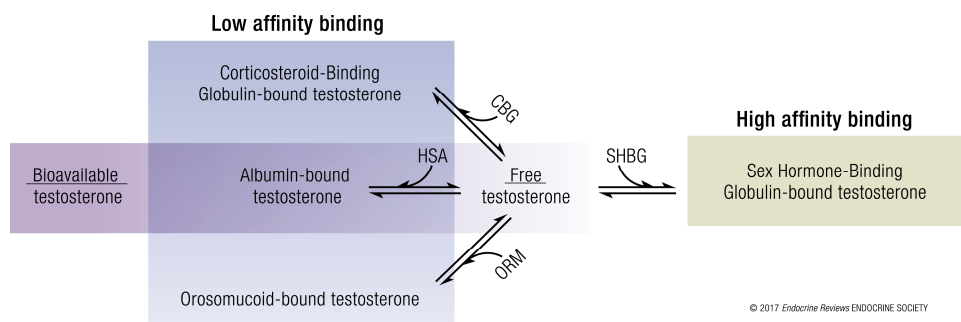 Low affinity binding
Corticosteroid-Binding
Globulin-bound testosterone
CBG
High affinity binding
Bioavailable
testosterone
Albumin-bound
testosterone
HSA
Free
testosterone
SHBG
Sex Hormone-Binding
Globulin-bound testosterone
ORM
Orosomucoid-bound testosterone
© 2017 Endocrine Reviews ENDOCRINE SOCIETY